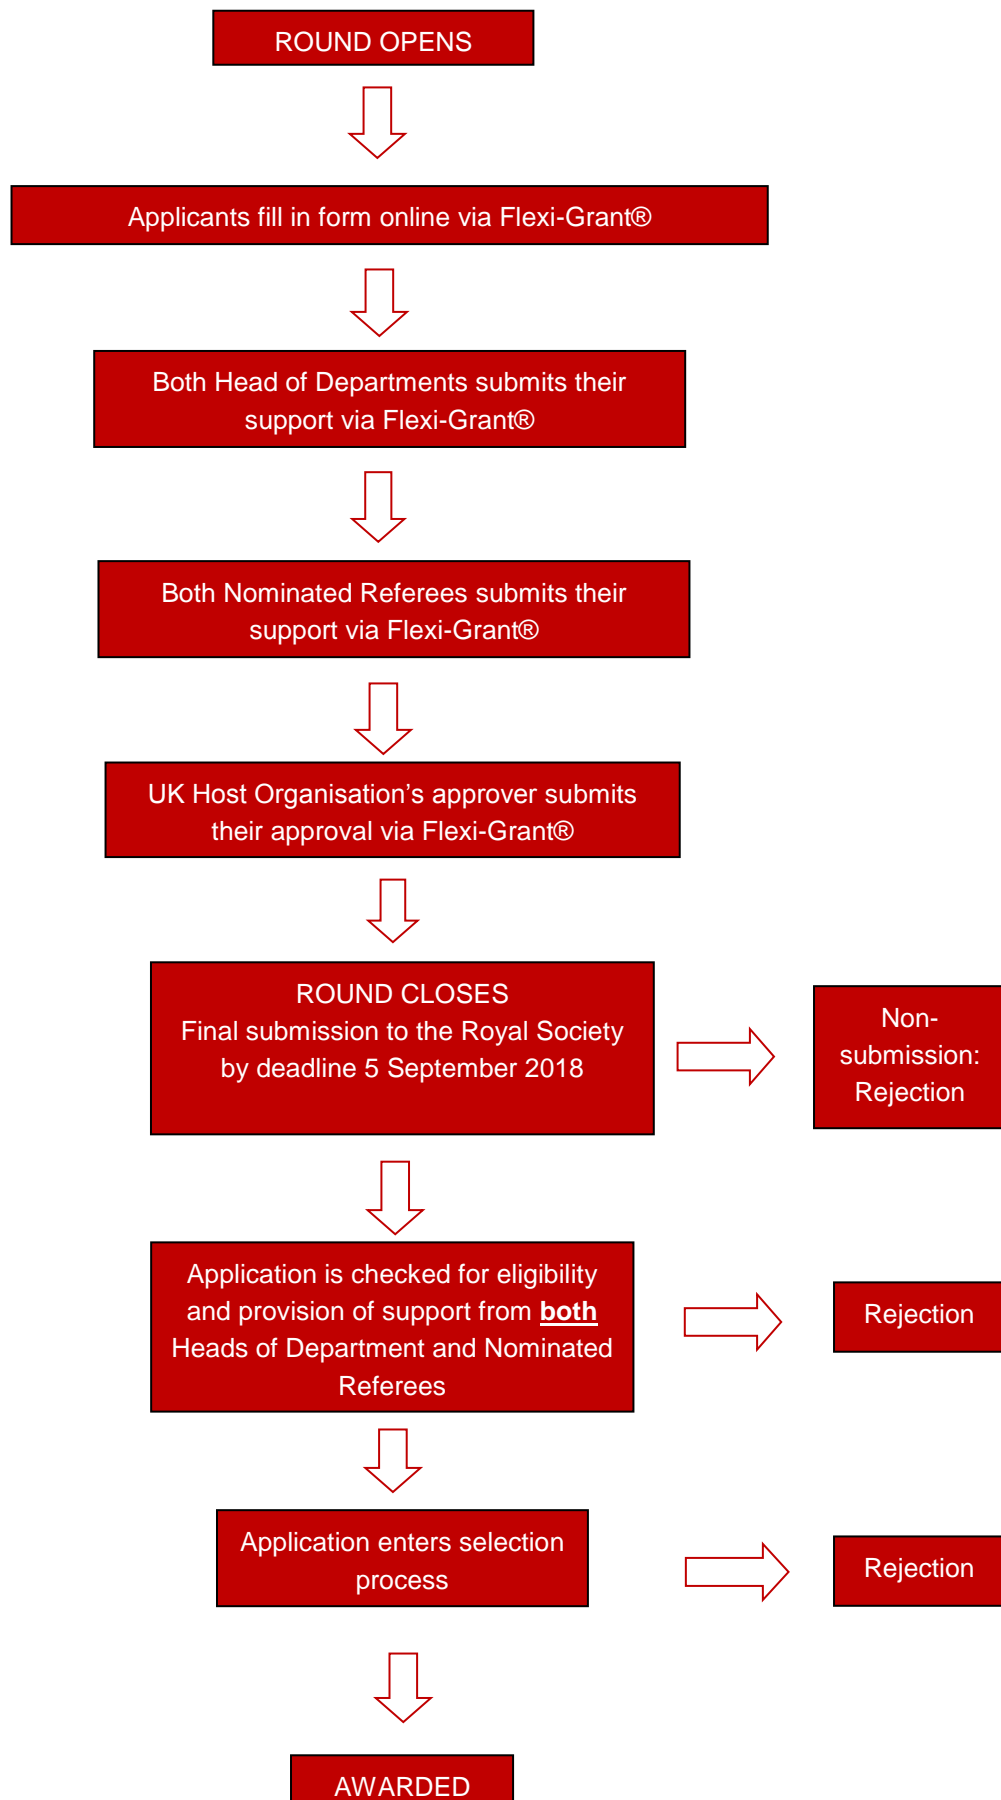 ROUND OPENS
Applicants fill in form online via Flexi-Grant®
Both Head of Departments submits their
support via Flexi-Grant®
Both Nominated Referees submits their
support via Flexi-Grant®
UK Host Organisation’s approver submits
their approval via Flexi-Grant®
ROUND CLOSES
Final submission to the Royal Society
by deadline 5 September 2018
Non-
submission:
Rejection
Application is checked for eligibility
and provision of support from both
Heads of Department and Nominated
Referees
Rejection
Application enters selection
process
Rejection
AWARDED